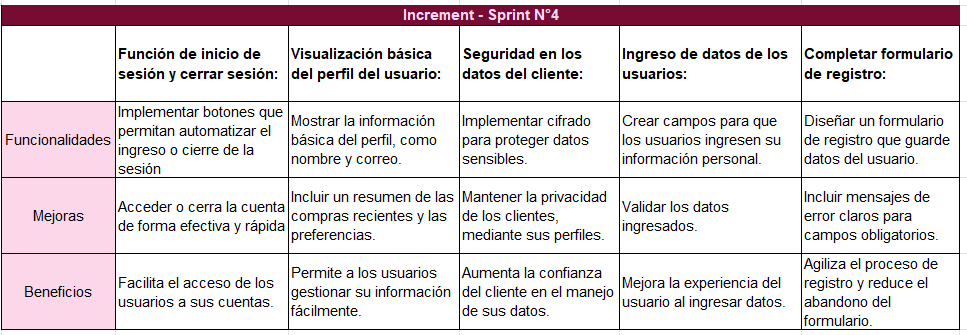 Increment - Sprint N°4
Función de inicio de
sesión y cerrar sesión:
Visualización básica
del perfil del usuario:
Seguridad en los
datos del cliente:
Ingreso de datos de los
usuarios:
Completar formulario
de registro:
Funcionalidades
Implementar botones que
permitan automatizar el
ingreso o cierre de la
sesión
Mostrar la información
básica del perfil, como
nombre y correo.
Implementar cifrado
para proteger datos
sensibles.
Crear campos para que
los usuarios ingresen su
información personal.
Diseñar un formulario
de registro que guarde
datos del usuario.
Mejoras
Acceder o cerra la cuenta
de forma efectiva y rápida
Incluir un resumen de las
compras recientes y las
preferencias.
Mantener la privacidad
de los clientes,
mediante sus perfiles.
Validar los datos
ingresados.
Incluir mensajes de
error claros para
campos obligatorios.
Beneficios
Facilita el acceso de los
usuarios a sus cuentas.
Permite a los usuarios
gestionar su información
fácilmente.
Aumenta la confianza
del cliente en el manejo
de sus datos.
Mejora la experiencia del
usuario al ingresar datos.
Agiliza el proceso de
registro y reduce el
abandono del
formulario.